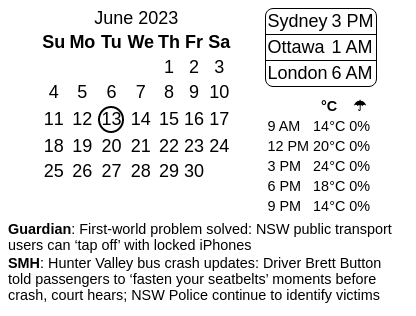 June 2023
Su Mo Tu We Th Fr Sa
1 2 3
4 5 6 7 8 9 10
11 12 13 14 15 16 17
18 19 20 21 22 23 24
25 26 27 28 29 30
Sydney 3 PM
Ottawa 1 AM
London 6 AM
°C ☂
9 AM 14°C 0%
12 PM 20°C 0%
3 PM 24°C 0%
6 PM 18°C 0%
9 PM 14°C 0%
Guardian: First-world problem solved: NSW public transport
users can ‘tap off’ with locked iPhones
SMH: Hunter Valley bus crash updates: Driver Brett Button
told passengers to ‘fasten your seatbelts’ moments before
crash, court hears; NSW Police continue to identify victims